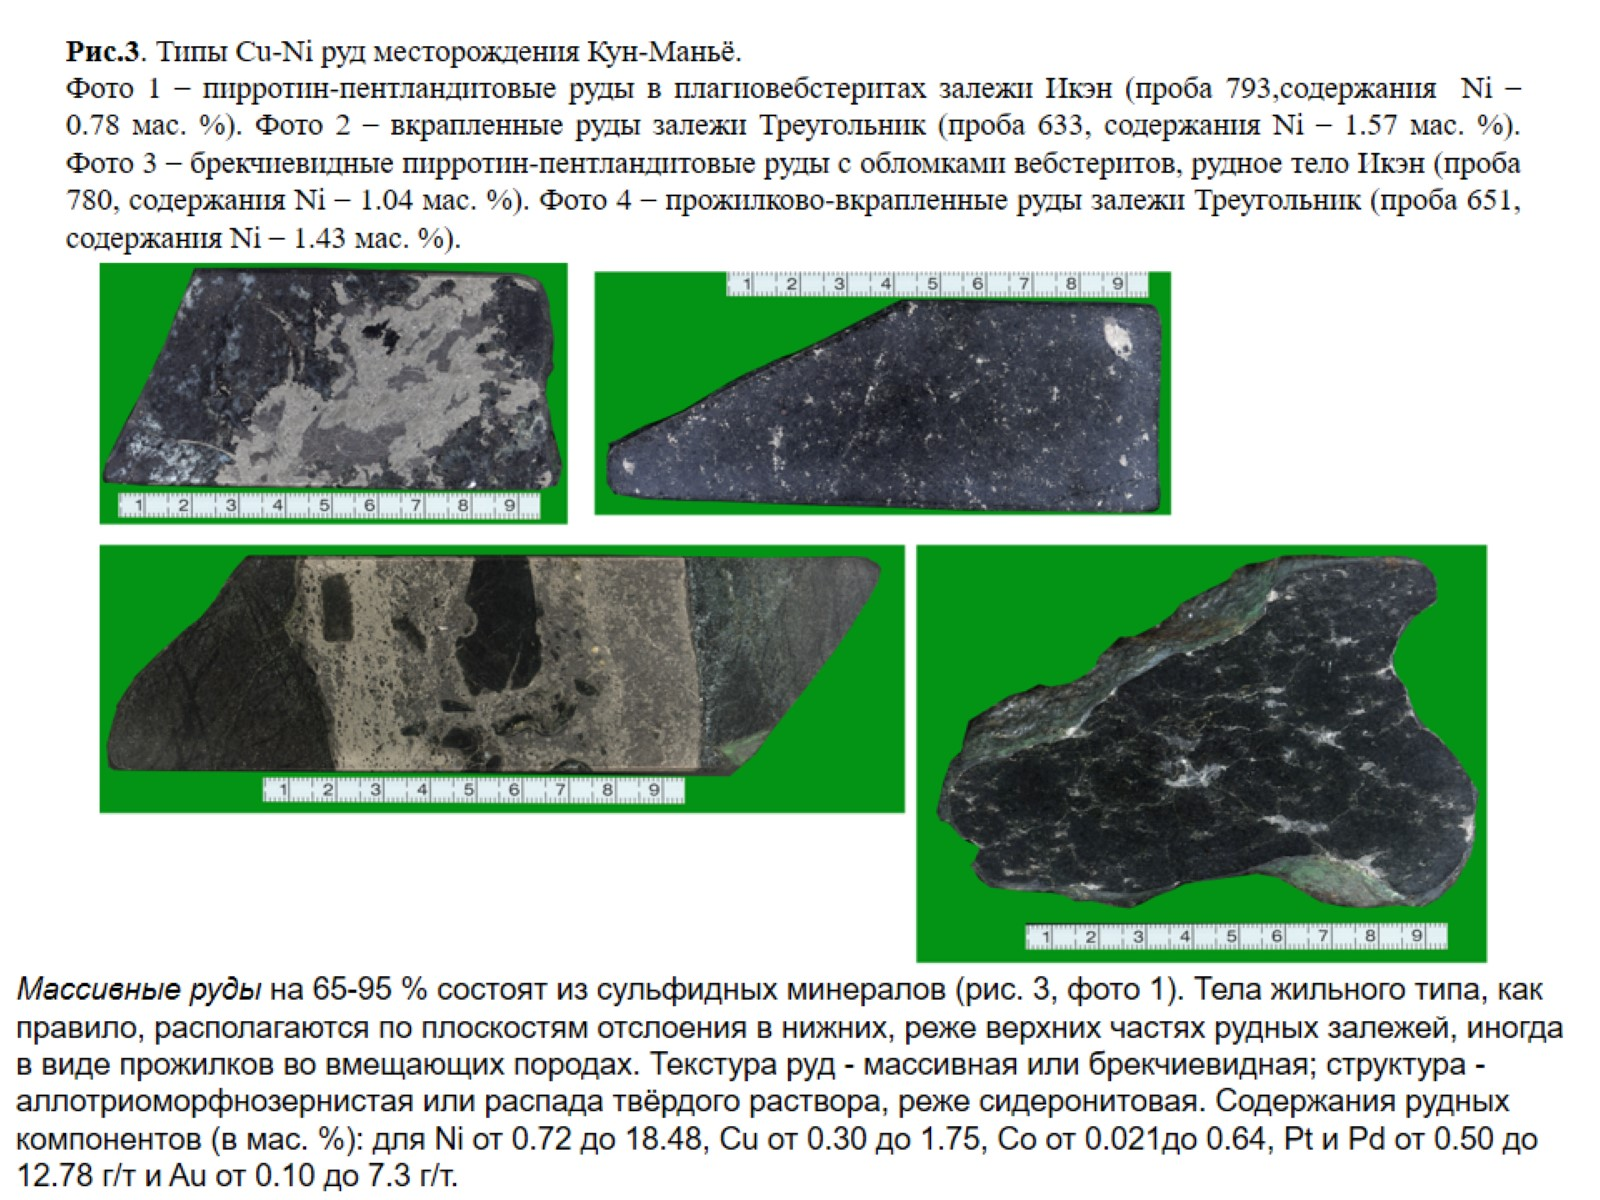 Рис.3. Типы Cu-Ni руд месторождения Кун-Маньё.
Фото 1 – пирротин-пентландитовые руды в плагиовебстеритах залежи Икэн (проба 793,содержания Ni –
0.78 мас. %). Фото 2 – вкрапленные руды залежи Треугольник (проба 633, содержания Ni – 1.57 мас. %).
Фото 3 – брекчиевидные пирротин-пентландитовые руды с обломками вебстеритов, рудное тело Икэн (проба
780, содержания Ni – 1.04 мас. %). Фото 4 – прожилково-вкрапленные руды залежи Треугольник (проба 651,
содержания Ni – 1.43 мас. %).
1 2 3 4 5 6 7 8 9
1 2 3 4 5 6 7 8 9
1 2 3 4 5 6 7 8 9
1 2 3 4 5 6 7 8 9
Массивные руды на 65-95 % состоят из сульфидных минералов (рис. 3, фото 1). Тела жильного типа, как
правило, располагаются по плоскостям отслоения в нижних, реже верхних частях рудных залежей, иногда
в виде прожилков во вмещающих породах. Текстура руд - массивная или брекчиевидная; структура -
аллотриоморфнозернистая или распада твёрдого раствора, реже сидеронитовая. Содержания рудных
компонентов (в мас. %): для Ni от 0.72 до 18.48, Cu от 0.30 до 1.75, Co от 0.021до 0.64, Pt и Pd от 0.50 до
12.78 г/т и Au от 0.10 до 7.3 г/т.